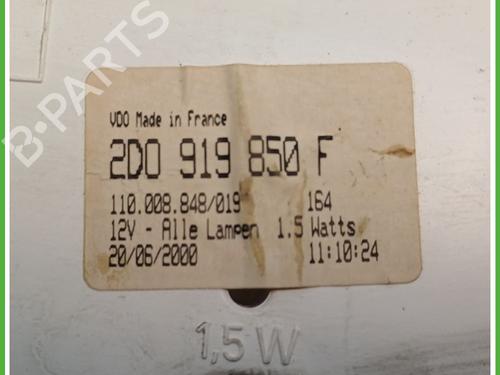 VDO Made in France
2D0 919 850 F
110.008.848/019 164
12V - Alle Lampen 1.5 Watts
20/06/2000 11:10:24
1,5W
B-PARTS